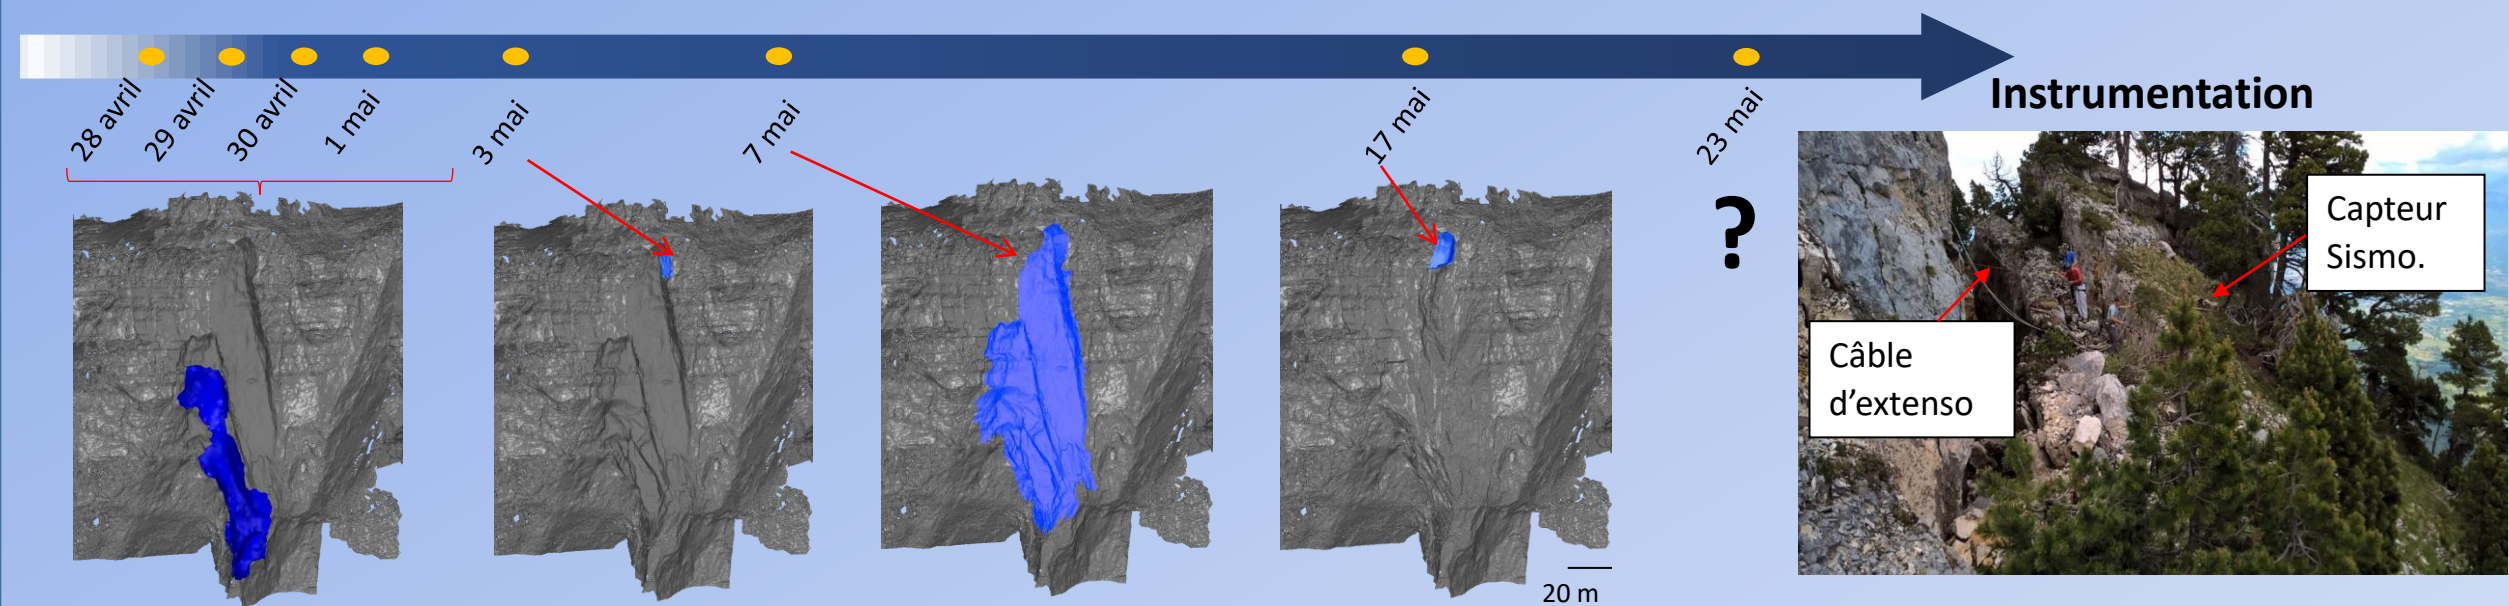 28 avril
29 avril
30 avril
1 mai
3 mai
7 mai
17 mai
23 mai
?
Instrumentation
Capteur
Sismo.
Câble
d’extenso
20 m